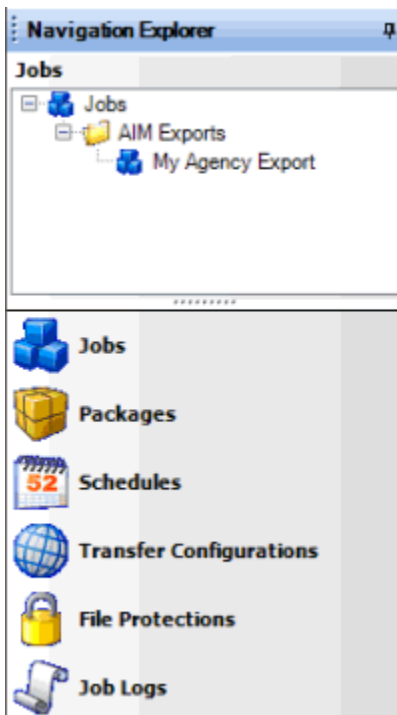 Navigation Explorer
Jobs
Jobs
AIM Exports
My Agency Export
Jobs
Packages
52
Schedules
Transfer Configurations
File Protections
Job Logs